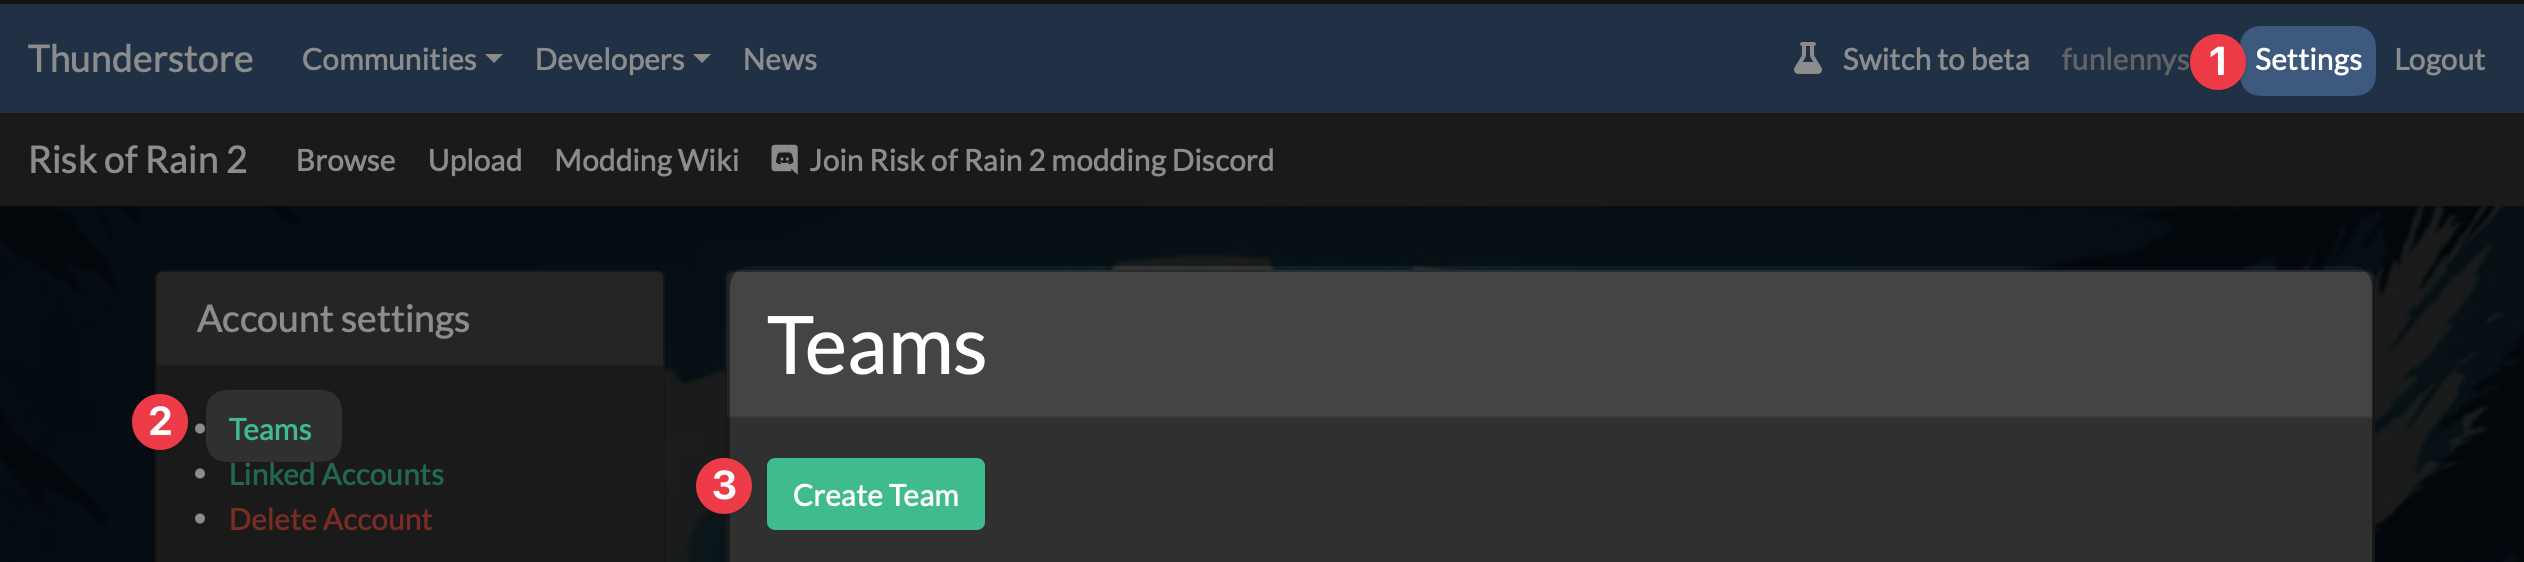 Thunderstore Communities Developers News Switch to beta funlennys 1 Settings Logout
Risk of Rain 2 Browse Upload Modding Wiki Join Risk of Rain 2 modding Discord
Account settings
2 Teams
Linked Accounts
Delete Account
Teams
3 Create Team